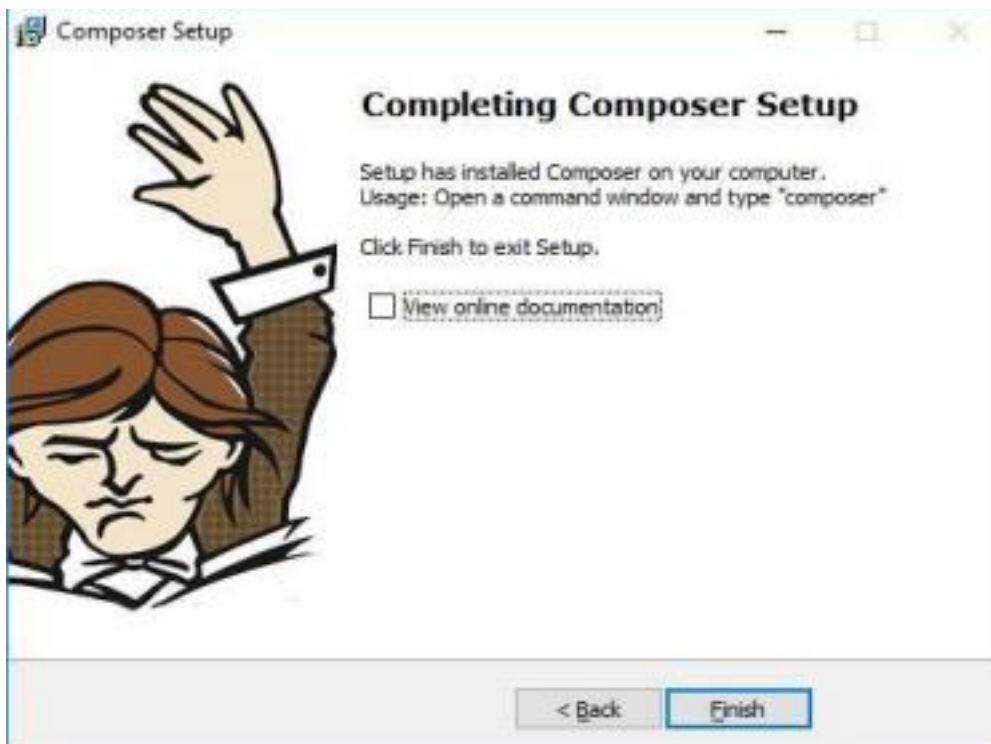 Composer Setup
Completing Composer Setup
Setup has installed Composer on your computer.
Usage: Open a command window and type "composer"
Click Finish to exit Setup.
View online documentation
< Back
Finish